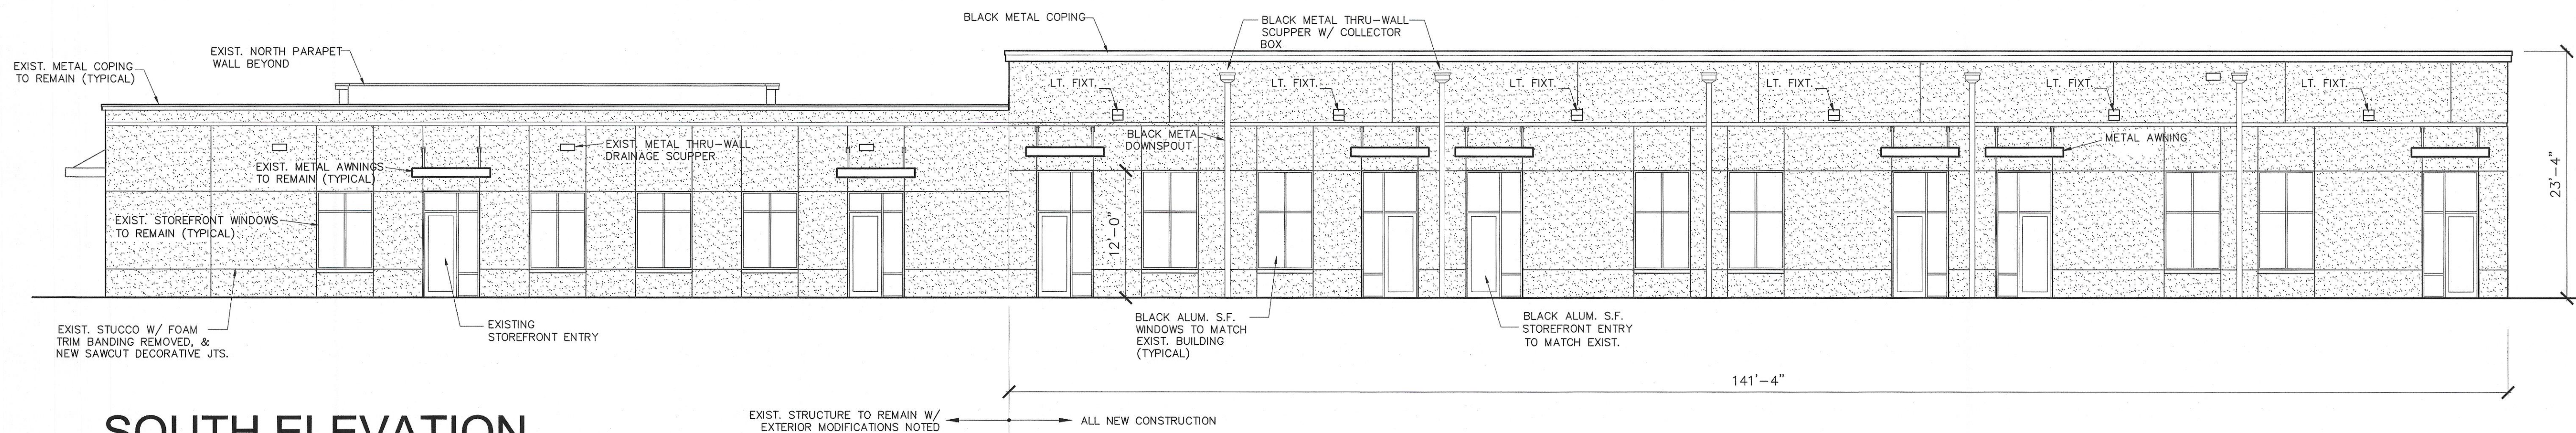 BLACK METAL COPING
BLACK METAL THRU-WALL
SCUPPER W/ COLLECTOR
BOX
EXIST. NORTH PARAPET
WALL BEYOND
EXIST. METAL COPING
TO REMAIN (TYPICAL)
LT. FIXT.
LT. FIXT.
LT. FIXT.
LT. FIXT.
LT. FIXT.
LT. FIXT.
BLACK METAL
DOWNSPOUT
METAL AWNING
EXIST. METAL THRU-WALL
DRAINAGE SCUPPER
EXIST. METAL AWNINGS
TO REMAIN (TYPICAL)
EXIST. STOREFRONT WINDOWS
TO REMAIN (TYPICAL)
12'-0"
23'-4"
EXIST. STUCCO W/ FOAM
TRIM BANDING REMOVED, &
NEW SAWCUT DECORATIVE JTS.
EXISTING
STOREFRONT ENTRY
BLACK ALUM. S.F.
WINDOWS TO MATCH
EXIST. BUILDING
(TYPICAL)
BLACK ALUM. S.F.
STOREFRONT ENTRY
TO MATCH EXIST.
141'-4"
SOUTH ELEVATION
EXIST. STRUCTURE TO REMAIN W/
EXTERIOR MODIFICATIONS NOTED
ALL NEW CONSTRUCTION